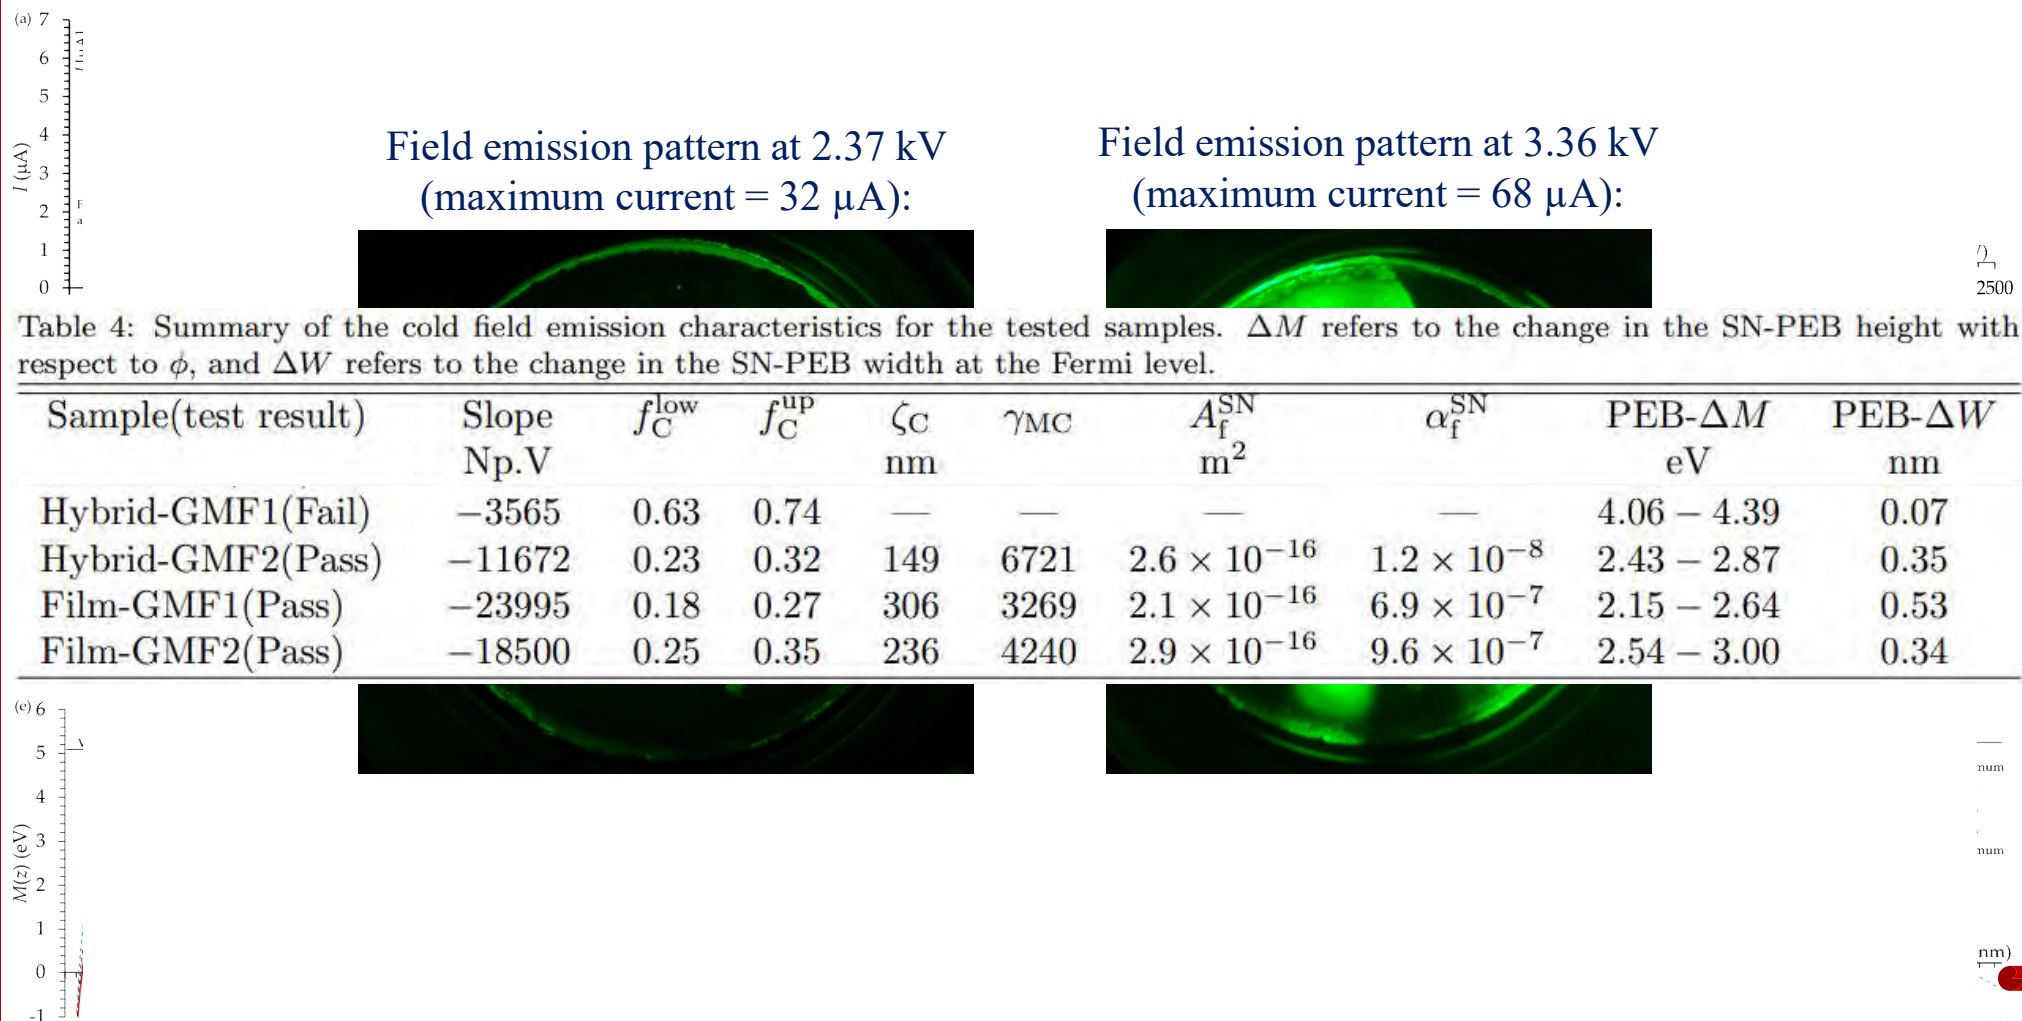 (a) 7
6
5
4
3
2
1
0
I (μA)
Field emission pattern at 2.37 kV
(maximum current = 32 μA):
Field emission pattern at 3.36 kV
(maximum current = 68 μA):
2500
Table 4: Summary of the cold field emission characteristics for the tested samples. ΔM refers to the change in the SN-PEB height with
respect to ϕ, and ΔW refers to the change in the SN-PEB width at the Fermi level.
Sample(test result) Slope f_C^low f_C^up ζ_C γ_MC A_f^SN α_f^SN PEB-ΔM PEB-ΔW
Np.V nm m² eV nm
Hybrid-GMF1(Fail) −3565 0.63 0.74 — — — — 4.06 − 4.39 0.07
Hybrid-GMF2(Pass) −11672 0.23 0.32 149 6721 2.6 × 10⁻¹⁶ 1.2 × 10⁻⁸ 2.43 − 2.87 0.35
Film-GMF1(Pass) −23995 0.18 0.27 306 3269 2.1 × 10⁻¹⁶ 6.9 × 10⁻⁷ 2.15 − 2.64 0.53
Film-GMF2(Pass) −18500 0.25 0.35 236 4240 2.9 × 10⁻¹⁶ 9.6 × 10⁻⁷ 2.54 − 3.00 0.34
(e) 6
5
4
3
2
1
0
-1
M(z) (eV)
num
num
nm)